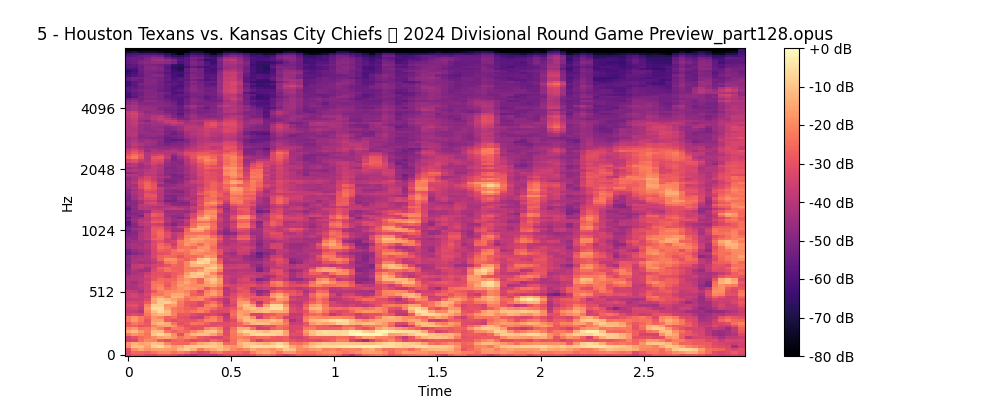 5 - Houston Texans vs. Kansas City Chiefs ▯ 2024 Divisional Round Game Preview_part128.opus
+0 dB
4096
-10 dB
-20 dB
2048
-30 dB
Hz
1024
-40 dB
-50 dB
512
-60 dB
-70 dB
0
-80 dB
0 0.5 1 1.5 2 2.5
Time